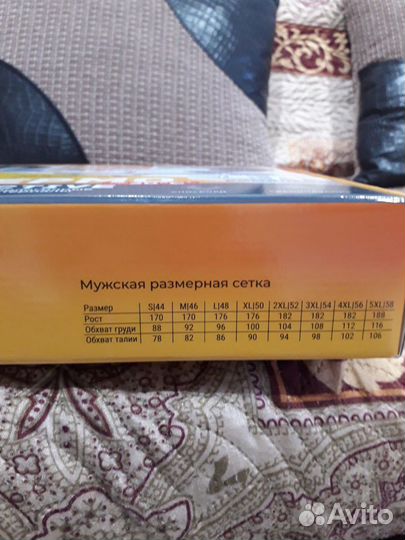 Мужская размерная сетка
Размер S|44 M|46 L|48 XL|50 2XL|52 3XL|54 4XL|56 5XL|58
Рост 170 170 176 176 182 182 182 188
Обхват груди 88 92 96 100 104 108 112 116
Обхват талии 78 82 86 90 94 98 102 106
Avito